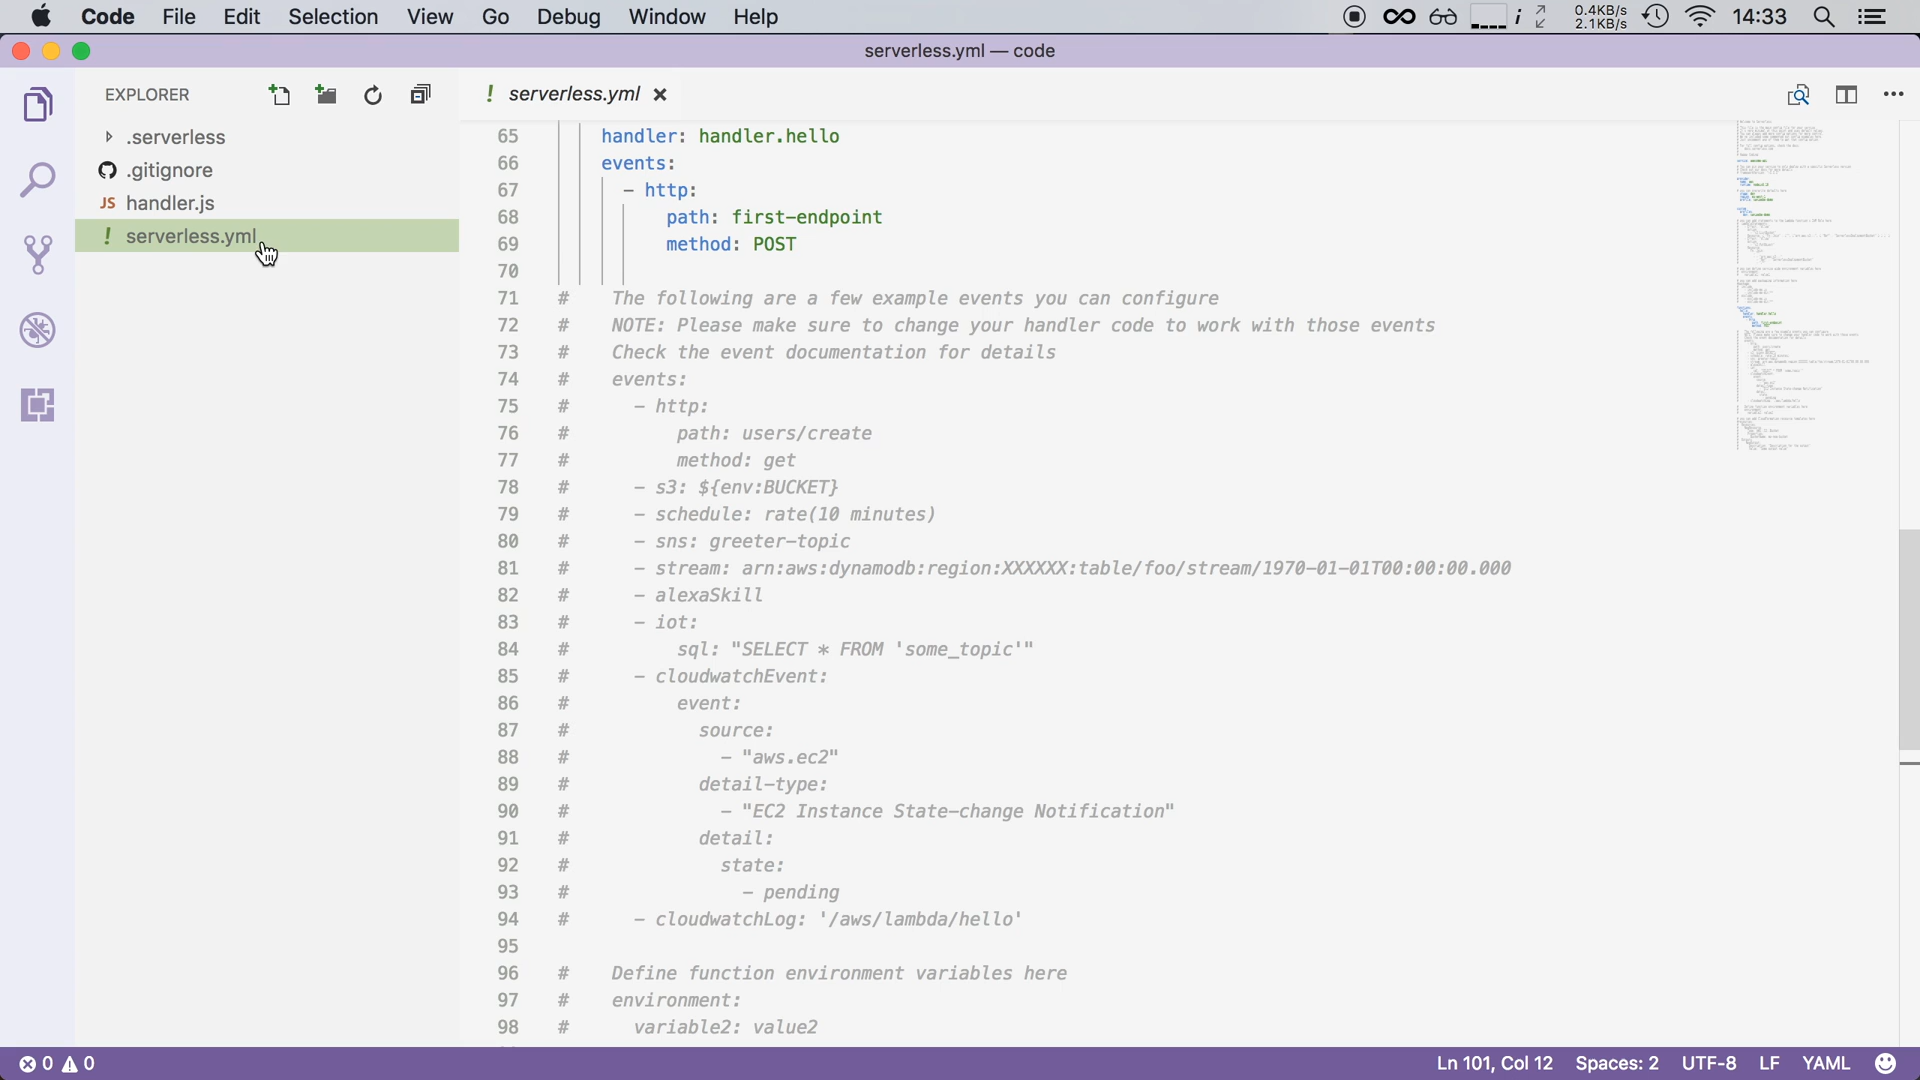 Code File Edit Selection View Go Debug Window Help
0.4KB/s
2.1KB/s
14:33
serverless.yml — code
EXPLORER
! serverless.yml
.serverless
.gitignore
JS handler.js
! serverless.yml
65 handler: handler.hello
66 events:
67 - http:
68 path: first-endpoint
69 method: POST
70
71 # The following are a few example events you can configure
72 # NOTE: Please make sure to change your handler code to work with those events
73 # Check the event documentation for details
74 # events:
75 # - http:
76 # path: users/create
77 # method: get
78 # - s3: ${env:BUCKET}
79 # - schedule: rate(10 minutes)
80 # - sns: greeter-topic
81 # - stream: arn:aws:dynamodb:region:XXXXXX:table/foo/stream/1970-01-01T00:00:00.000
82 # - alexaSkill
83 # - iot:
84 # sql: "SELECT * FROM 'some_topic'"
85 # - cloudwatchEvent:
86 # event:
87 # source:
88 # - "aws.ec2"
89 # detail-type:
90 # - "EC2 Instance State-change Notification"
91 # detail:
92 # state:
93 # - pending
94 # - cloudwatchLog: '/aws/lambda/hello'
95
96 # Define function environment variables here
97 # environment:
98 # variable2: value2
0 0
Ln 101, Col 12 Spaces: 2 UTF-8 LF YAML